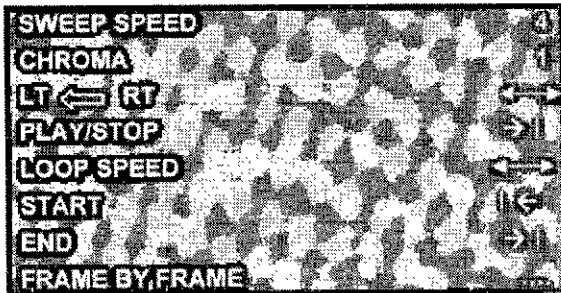 SWEEP SPEED 4
CHROMA 1
LT RT
PLAY/STOP
LOOP SPEED
START
END
FRAME BY FRAME